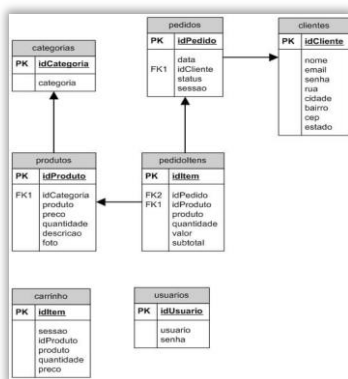 categorias
PK idCategoria
categoria
pedidos
PK idPedido
data
FK1 idCliente
status
sessao
clientes
PK idCliente
nome
email
senha
rua
cidade
bairro
cep
estado
produtos
PK idProduto
FK1 idCategoria
produto
preco
quantidade
descricao
foto
pedidoItens
PK idItem
FK2 idPedido
FK1 idProduto
produto
quantidade
valor
subtotal
carrinho
PK idItem
sessao
idProduto
produto
quantidade
preco
usuarios
PK idUsuario
usuario
senha